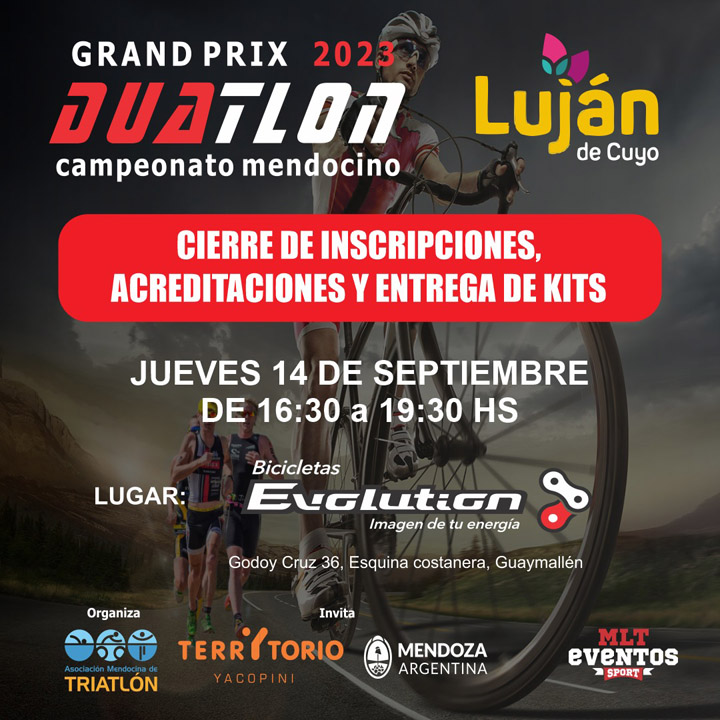 GRAND PRIX 2023
DUATLON
campeonato mendocino
Luján
de Cuyo
CIERRE DE INSCRIPCIONES,
ACREDITACIONES Y ENTREGA DE KITS
JUEVES 14 DE SEPTIEMBRE
DE 16:30 a 19:30 HS
LUGAR:
Bicicletas
Evolution
Imagen de tu energía
Godoy Cruz 36, Esquina costanera, Guaymallén
Organiza
Asociación Mendocina de
TRIATLÓN
Invita
TERRITORIO
YACOPINI
MENDOZA
ARGENTINA
MLT
eventos
SPORT